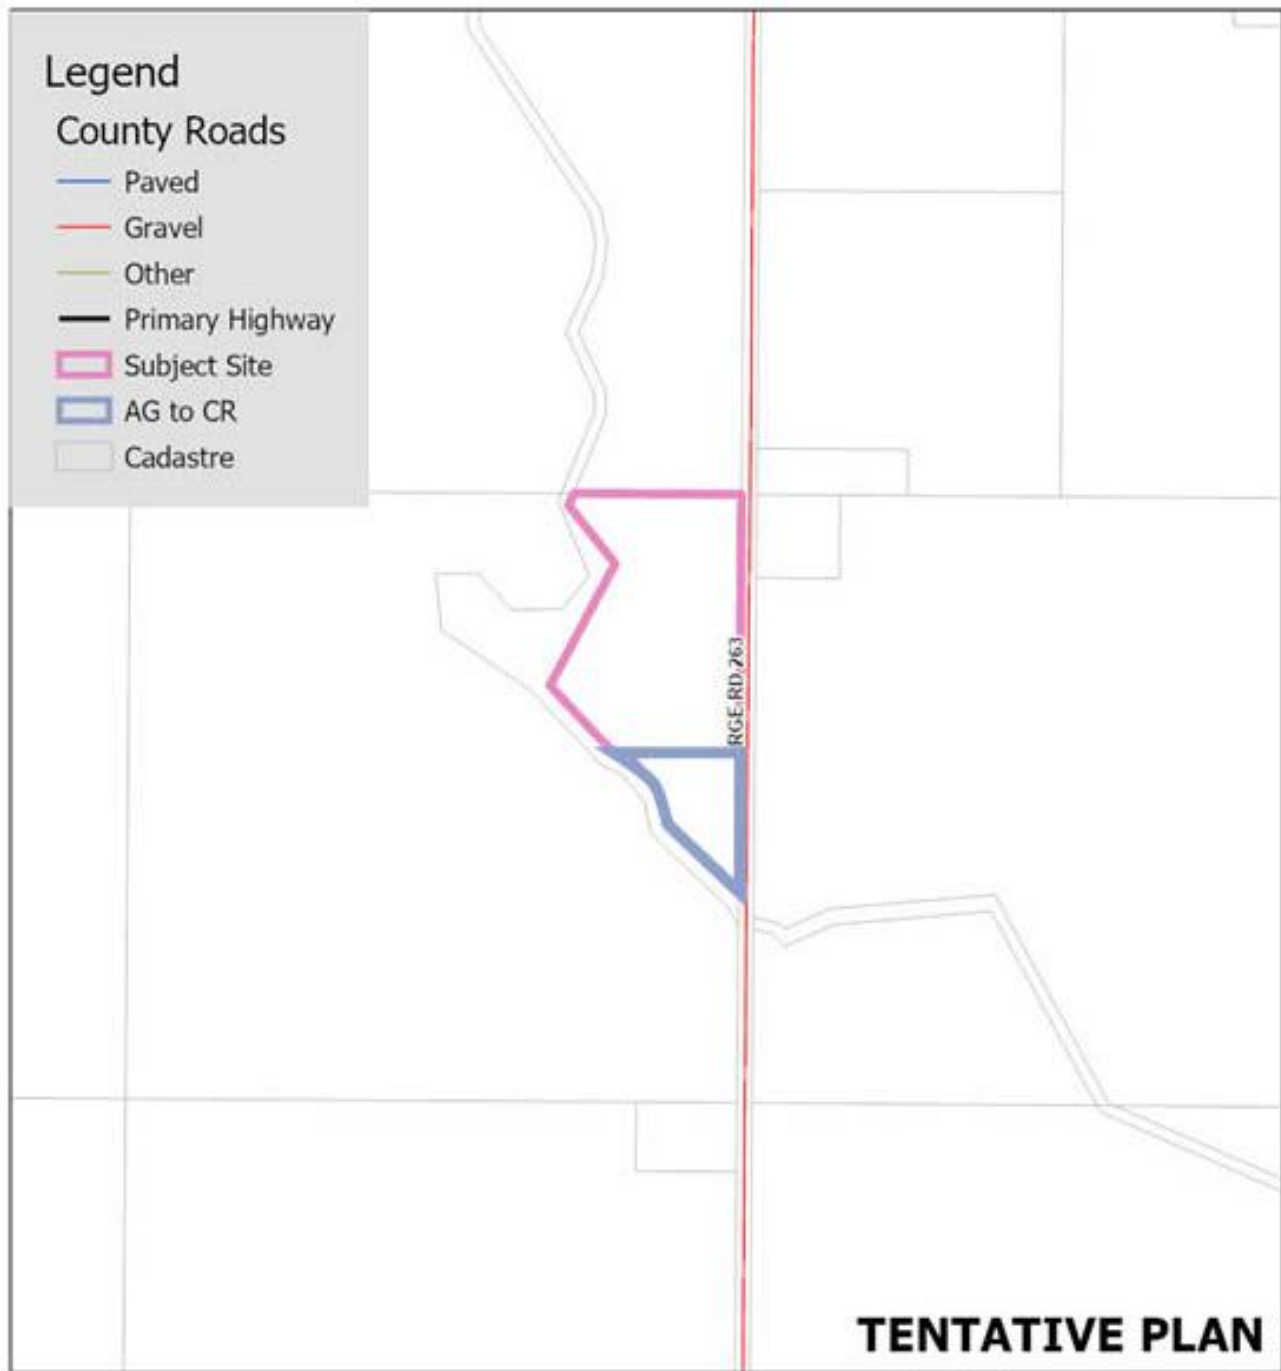 Legend
County Roads
Paved
Gravel
Other
Primary Highway
Subject Site
AG to CR
Cadastre
RGE RD 263
TENTATIVE PLAN